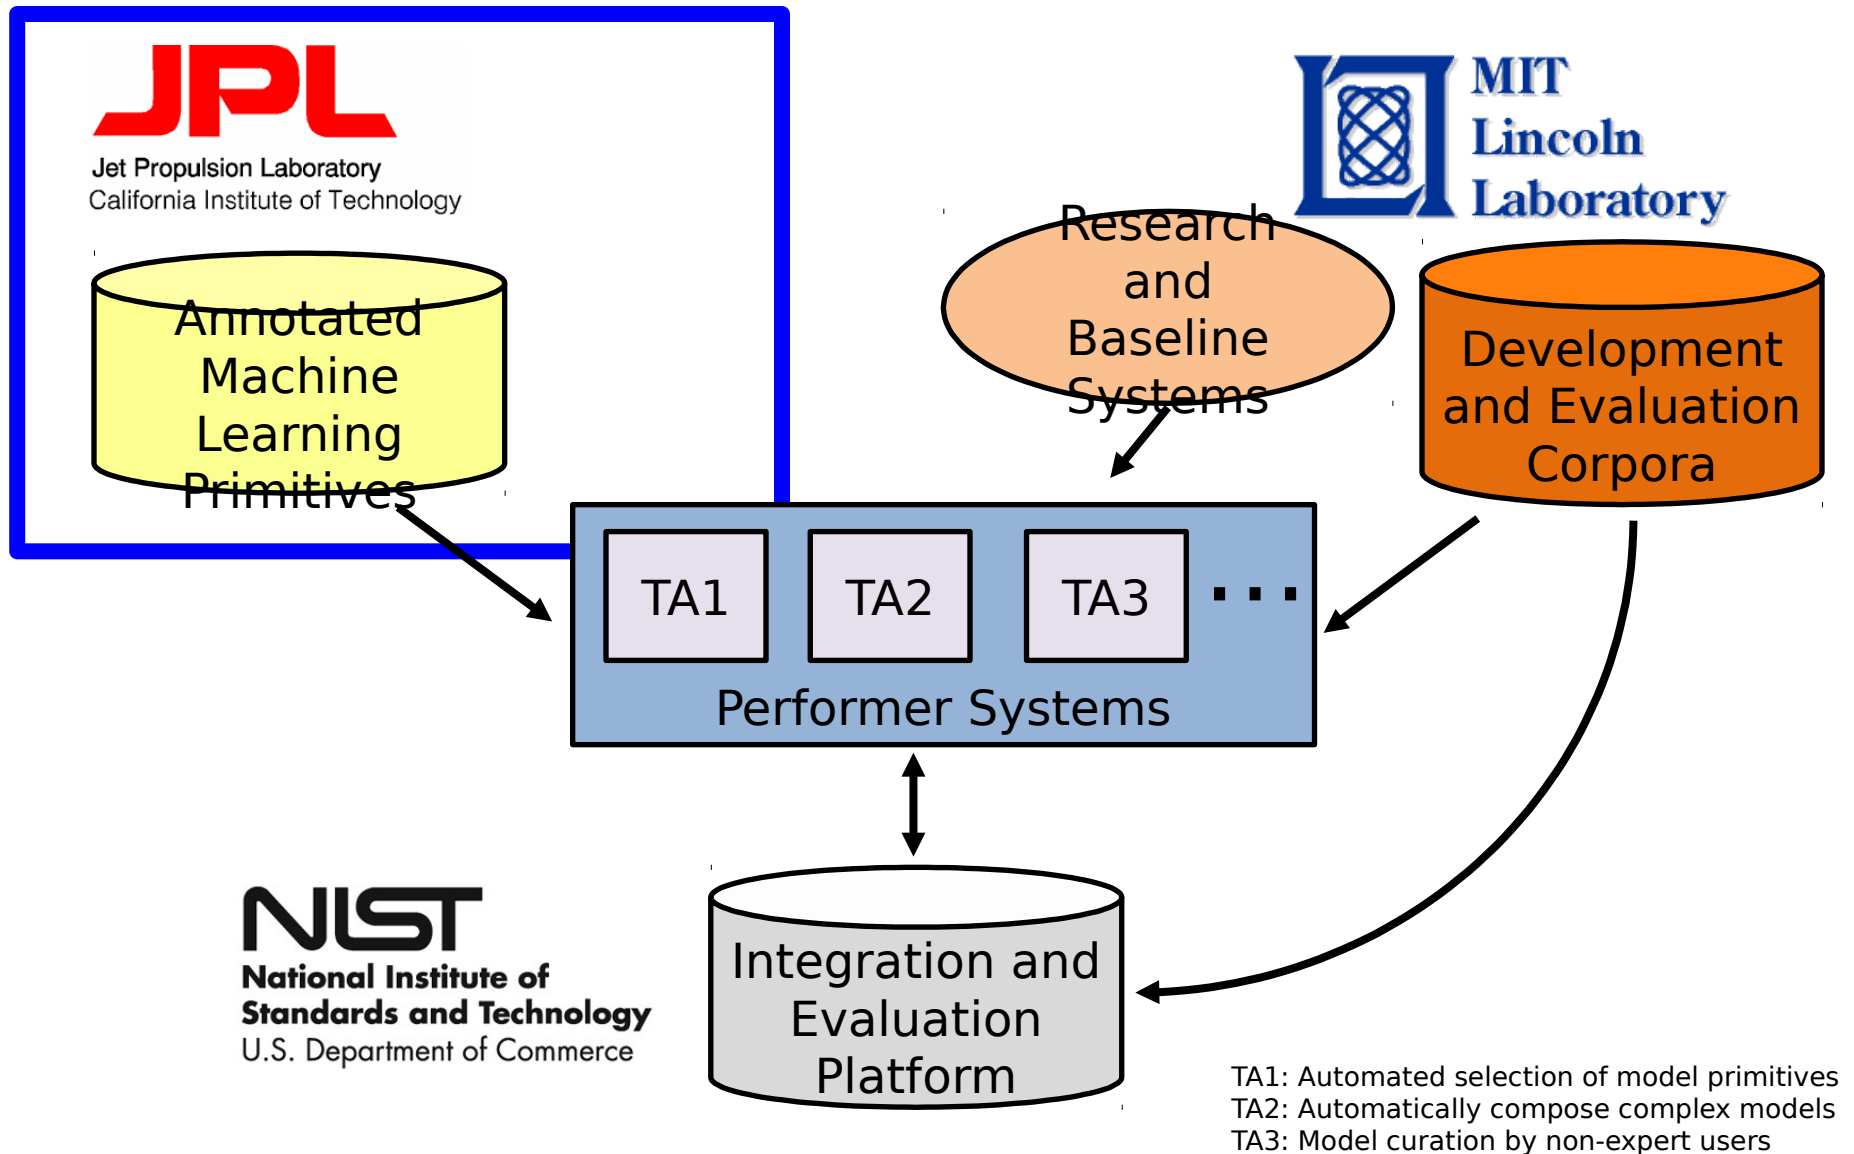 JPL
Jet Propulsion Laboratory
California Institute of Technology
MIT
Lincoln
Laboratory
Annotated
Machine
Learning
Primitives
Research
and
Baseline
Systems
Development
and Evaluation
Corpora
TA1
TA2
TA3
...
Performer Systems
NIST
National Institute of
Standards and Technology
U.S. Department of Commerce
Integration and
Evaluation
Platform
TA1: Automated selection of model primitives
TA2: Automatically compose complex models
TA3: Model curation by non-expert users